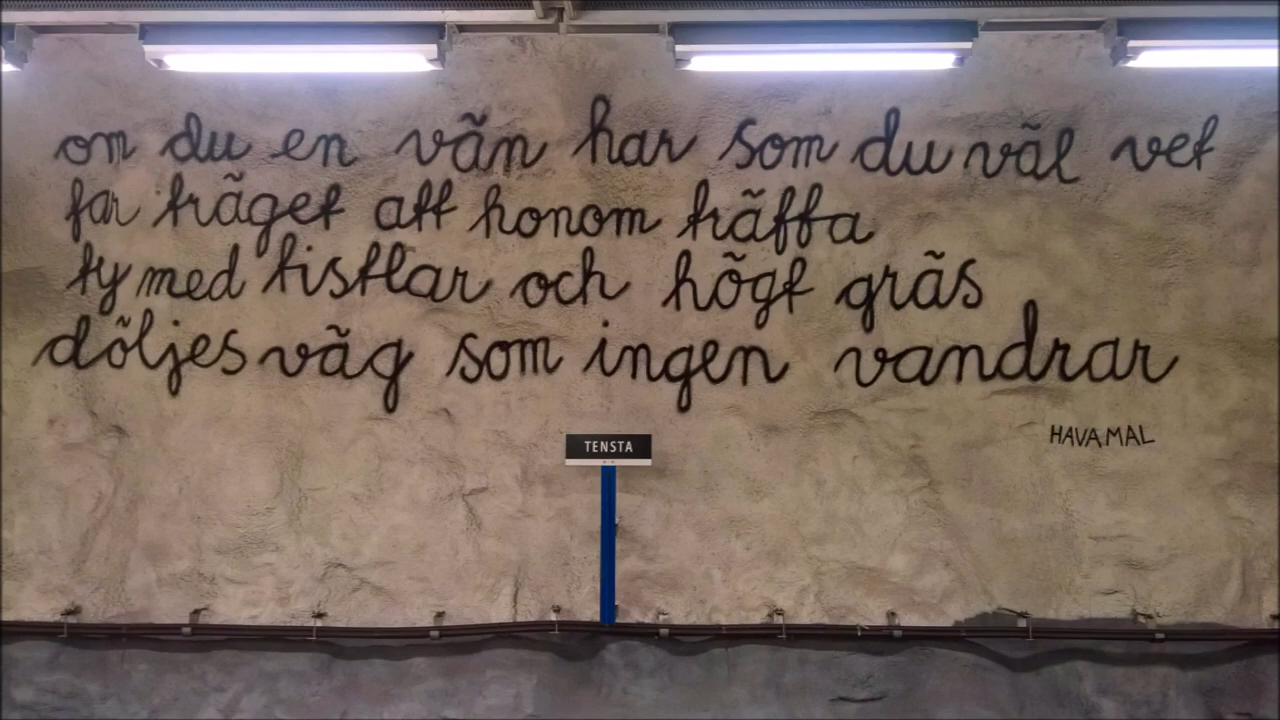 om du en vän har som du väl vet
far träget att honom träffa
ty med tistlar och högt gräs
döljes väg som ingen vandrar
HAVAMAL
TENSTA